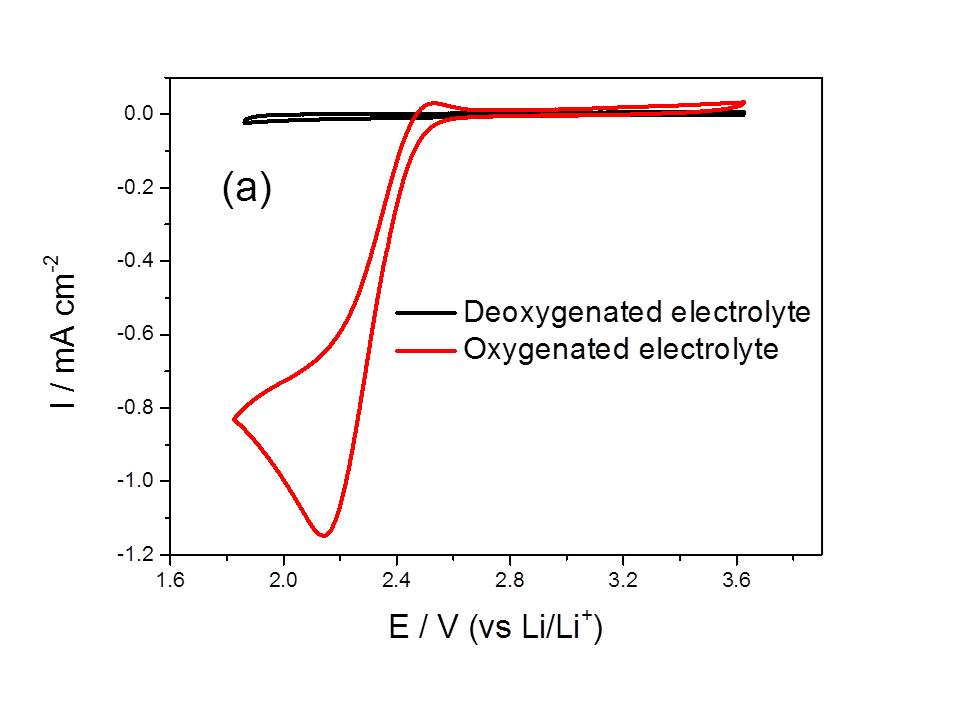 (a)
I / mA cm-2
0.0
-0.2
-0.4
-0.6
-0.8
-1.0
-1.2
Deoxygenated electrolyte
Oxygenated electrolyte
1.6 2.0 2.4 2.8 3.2 3.6
E / V (vs Li/Li+)